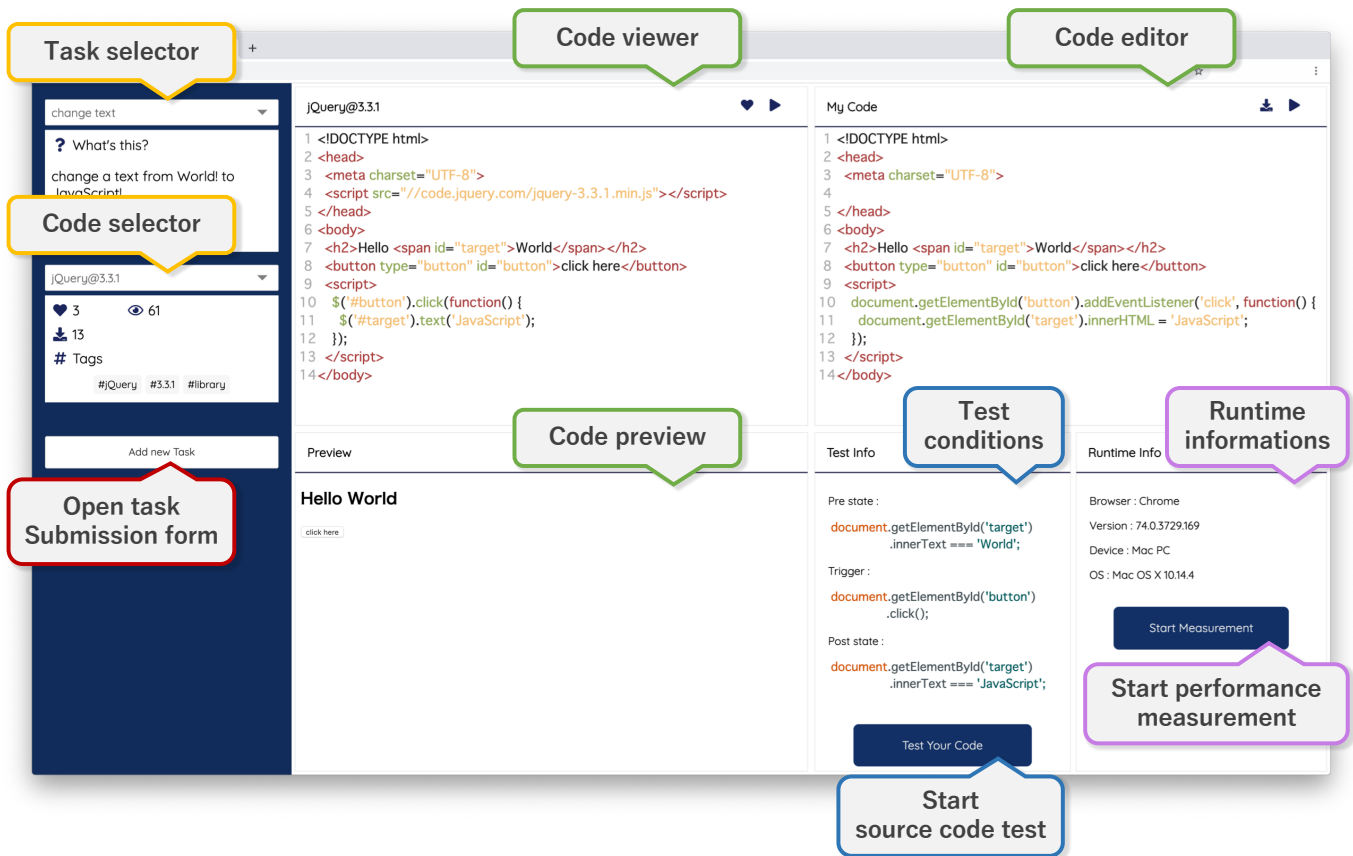 Task selector
+
Code viewer
Code editor
change text
? What's this?
change a text from World! to
JavaScript!
Code selector
jQuery@3.3.1
3
61
13
# Tags
#jQuery #3.3.1 #library
Add new Task
Open task
Submission form
jQuery@3.3.1
1 <!DOCTYPE html>
2 <head>
3 <meta charset="UTF-8">
4 <script src="//code.jquery.com/jquery-3.3.1.min.js"></script>
5 </head>
6 <body>
7 <h2>Hello <span id="target">World</span></h2>
8 <button type="button" id="button">click here</button>
9 <script>
10 $('#button').click(function() {
11 $('#target').text('JavaScript');
12 });
13 </script>
14 </body>
My Code
1 <!DOCTYPE html>
2 <head>
3 <meta charset="UTF-8">
4
5 </head>
6 <body>
7 <h2>Hello <span id="target">World</span></h2>
8 <button type="button" id="button">click here</button>
9 <script>
10 document.getElementById('button').addEventListener('click', function() {
11 document.getElementById('target').innerHTML = 'JavaScript';
12 });
13 </script>
14 </body>
Code preview
Preview
Hello World
click here
Test
conditions
Test Info
Pre state :
document.getElementById('target')
.innerText === 'World';
Trigger :
document.getElementById('button')
.click();
Post state :
document.getElementById('target')
.innerText === 'JavaScript';
Test Your Code
Start
source code test
Runtime
informations
Runtime Info
Browser : Chrome
Version : 74.0.3729.169
Device : Mac PC
OS : Mac OS X 10.14.4
Start Measurement
Start performance
measurement